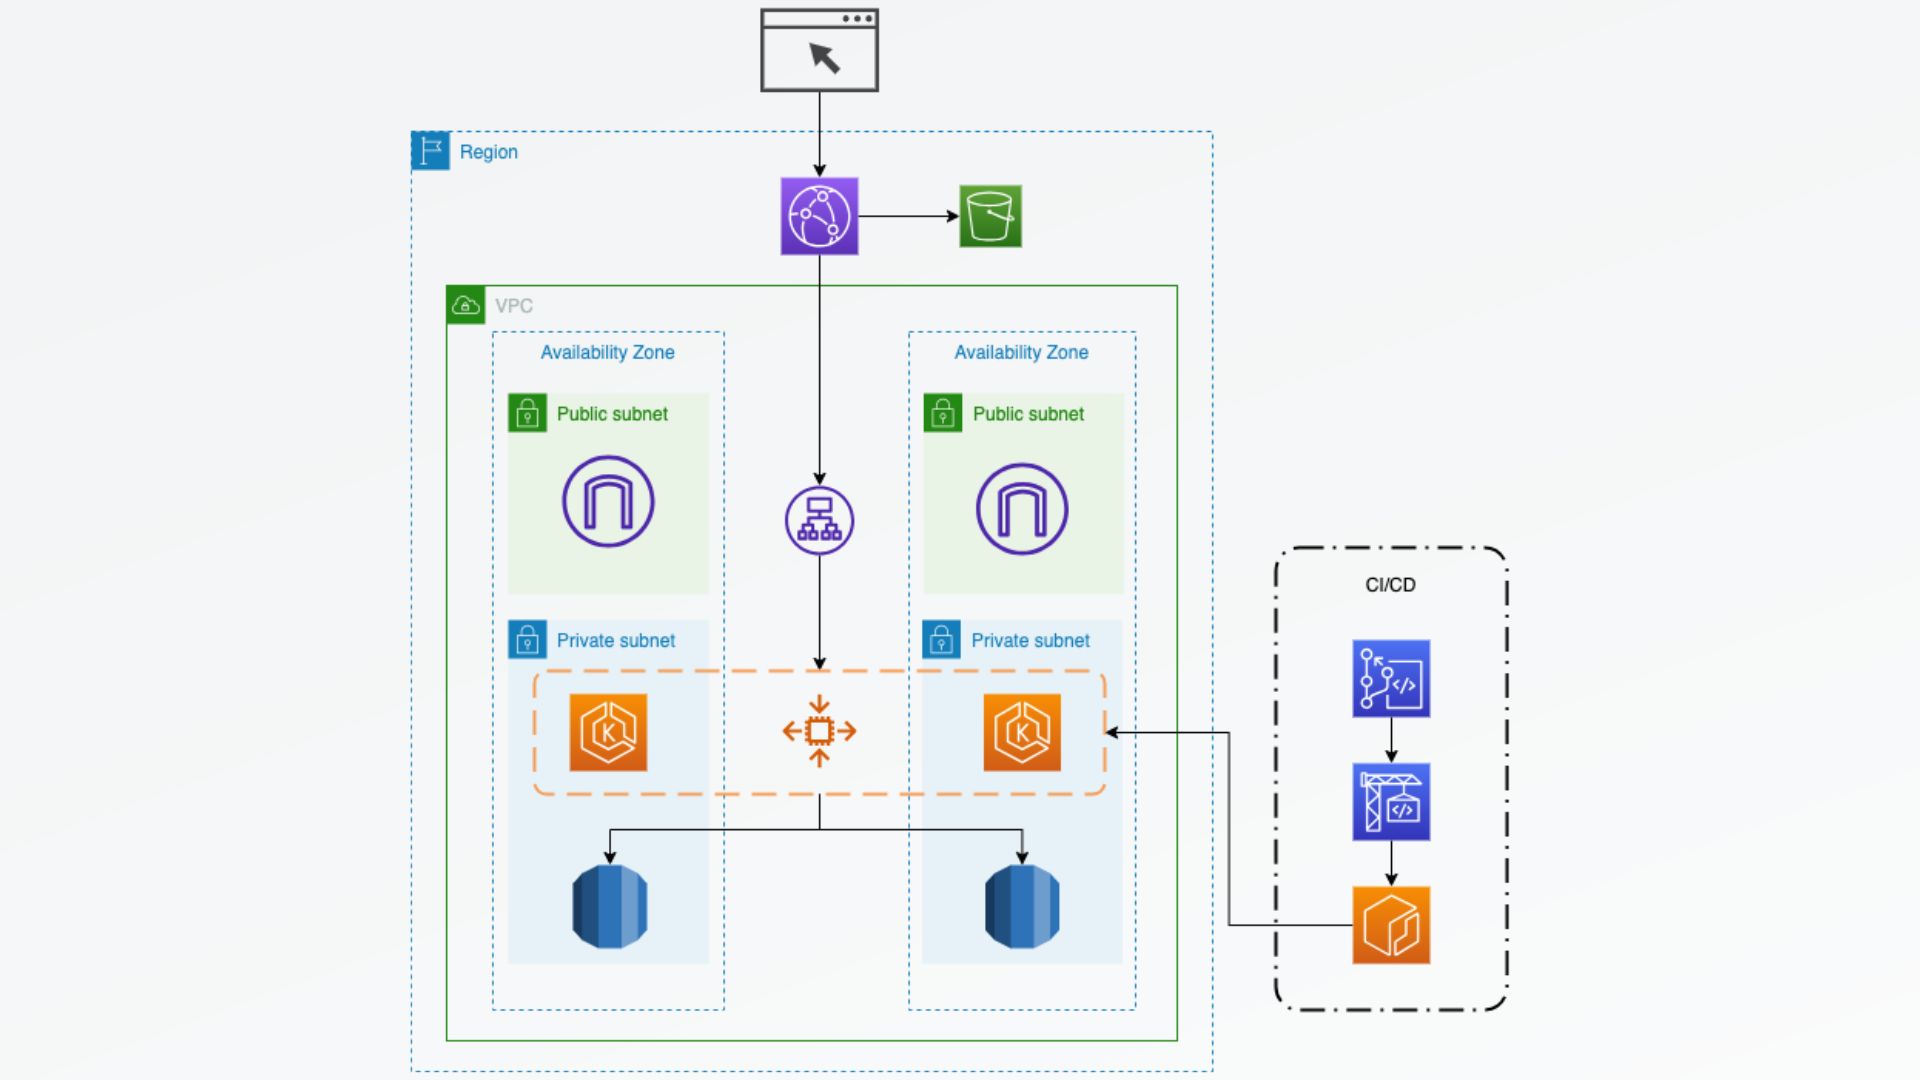 Region
VPC
Availability Zone
Availability Zone
Public subnet
Public subnet
Private subnet
Private subnet
K
K
CI/CD
</>
</>